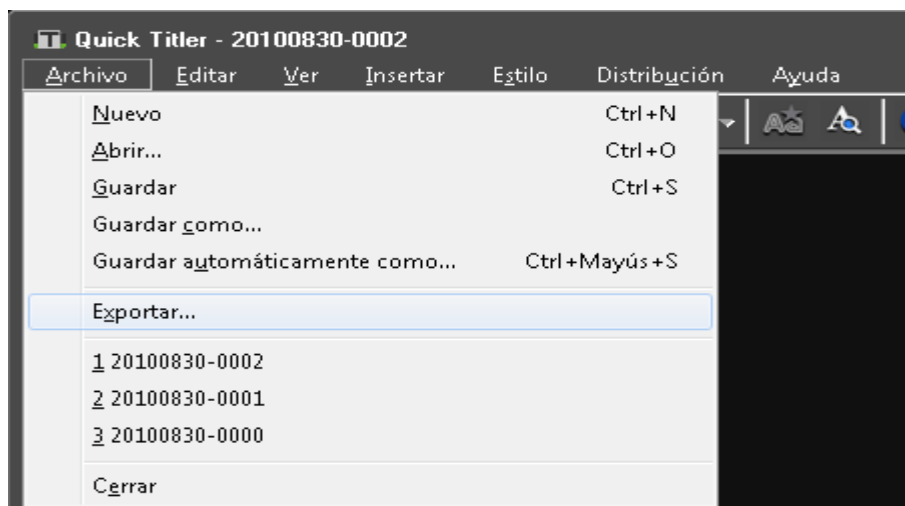 Quick Titler - 20100830-0002
Archivo Editar Ver Insertar Estilo Distribución Ayuda
Nuevo Ctrl+N
Abrir... Ctrl+O
Guardar Ctrl+S
Guardar como...
Guardar automáticamente como... Ctrl+Mayús+S
Exportar...
1 20100830-0002
2 20100830-0001
3 20100830-0000
Cerrar